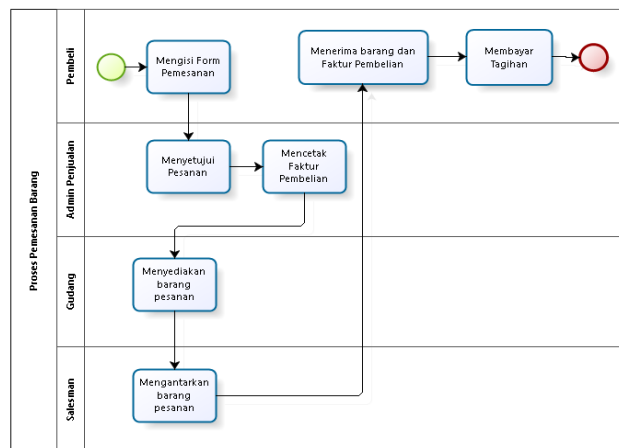 Proses Pemesanan Barang
Pembeli
Mengisi Form
Pemesanan
Menerima barang dan
Faktur Pembelian
Membayar
Tagihan
Admin Penjualan
Menyetujui
Pesanan
Mencetak
Faktur
Pembelian
Gudang
Menyediakan
barang
pesanan
Salesman
Mengantarkan
barang
pesanan